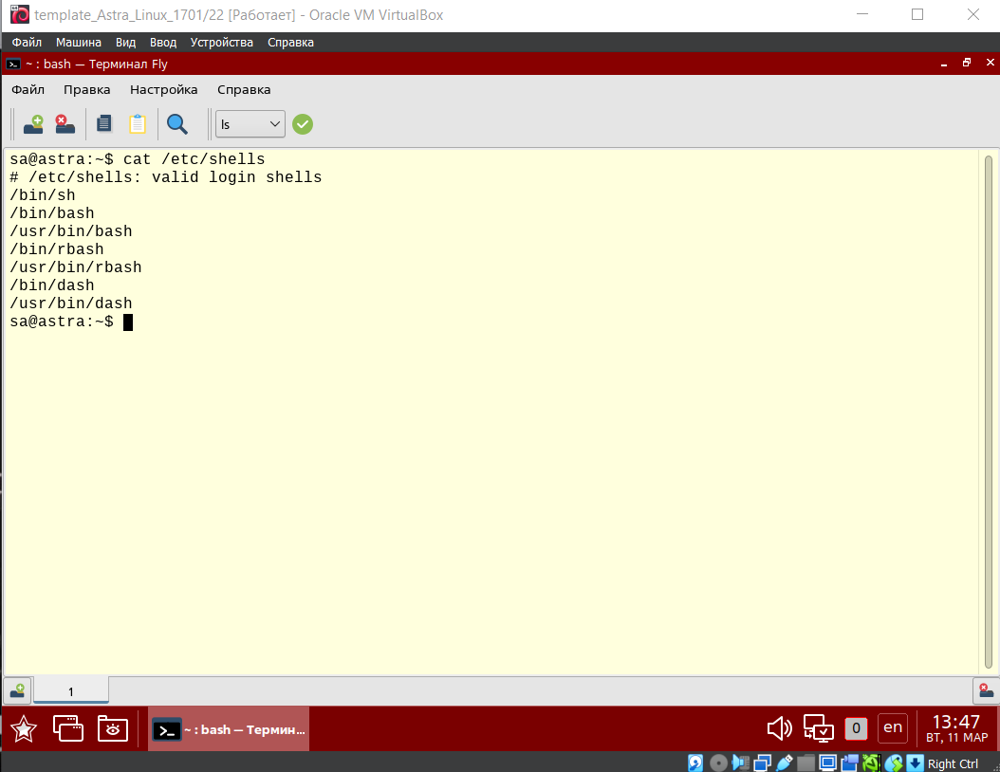 template_Astra_Linux_1701/22 [Работает] - Oracle VM VirtualBox
Файл Машина Вид Ввод Устройства Справка
~ : bash — Терминал Fly
Файл Правка Настройка Справка
ls
sa@astra:~$ cat /etc/shells
# /etc/shells: valid login shells
/bin/sh
/bin/bash
/usr/bin/bash
/bin/rbash
/usr/bin/rbash
/bin/dash
/usr/bin/dash
sa@astra:~$
1
~ : bash — Термин...
0
en
13:47
ВТ, 11 МАР
Right Ctrl